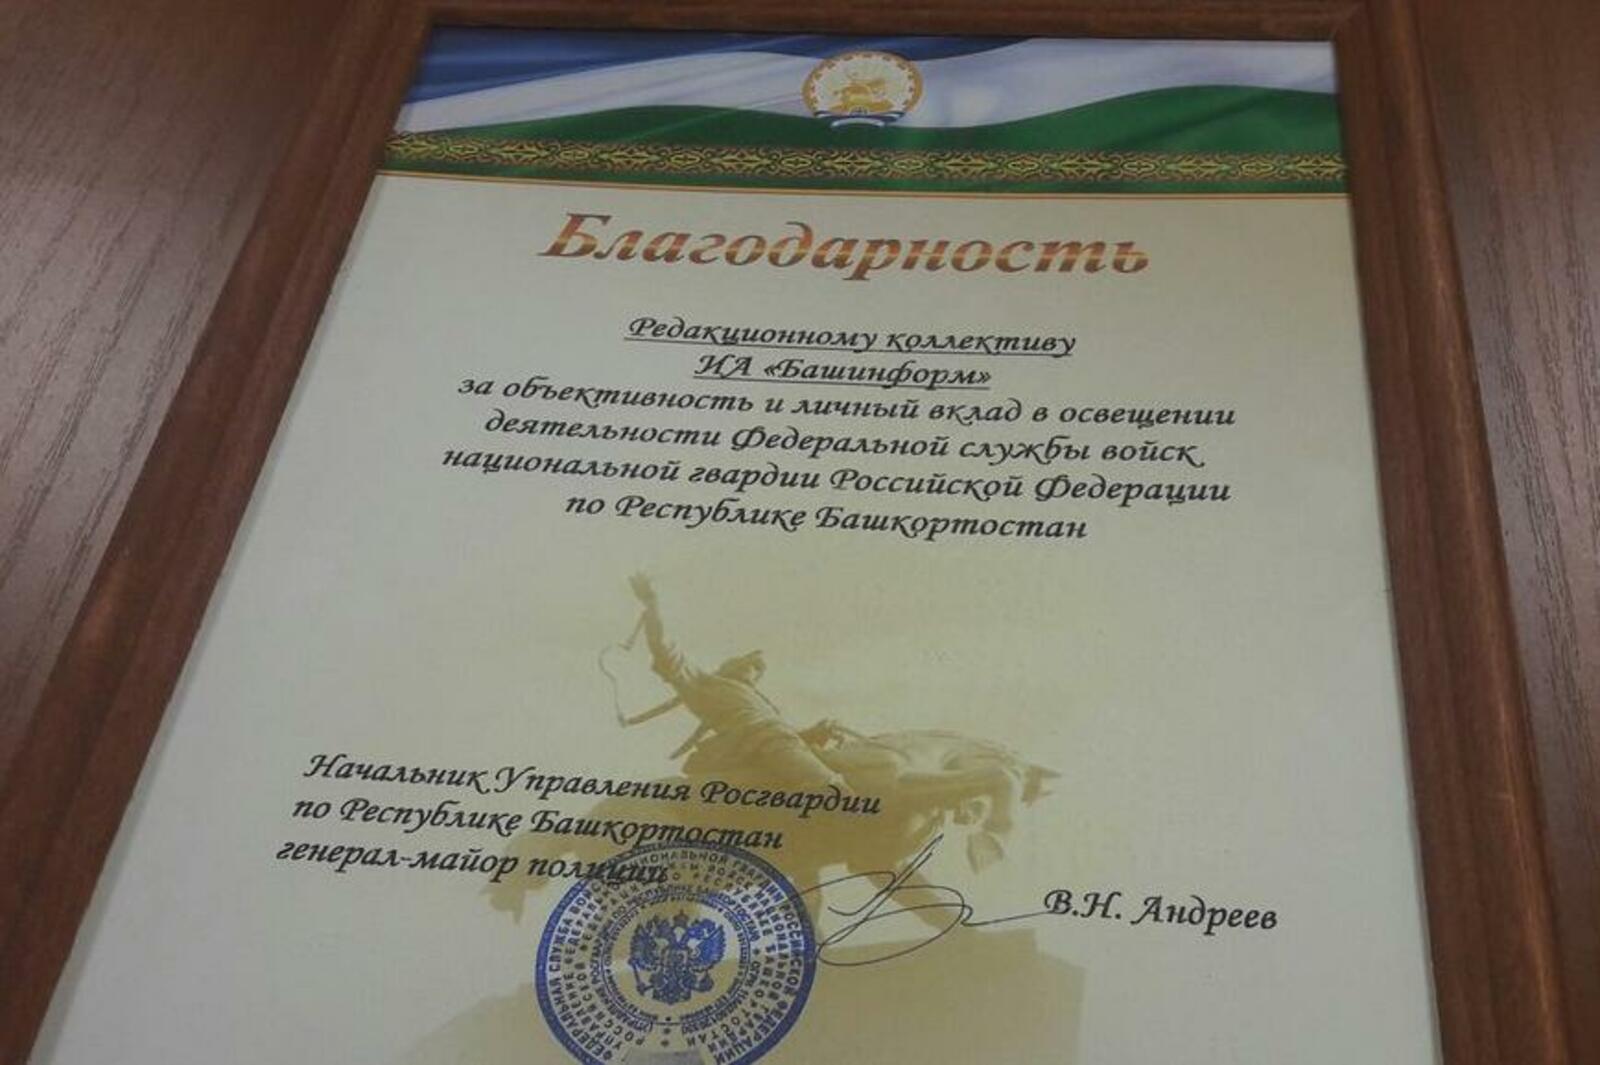 Благодарность
Редакционному коллективу
ИА «Башинформ»
за объективность и личный вклад в освещении
деятельности Федеральной службы войск
национальной гвардии Российской Федерации
по Республике Башкортостан
Начальник Управления Росгвардии
по Республике Башкортостан
генерал-майор полиции
В.Н. Андреев